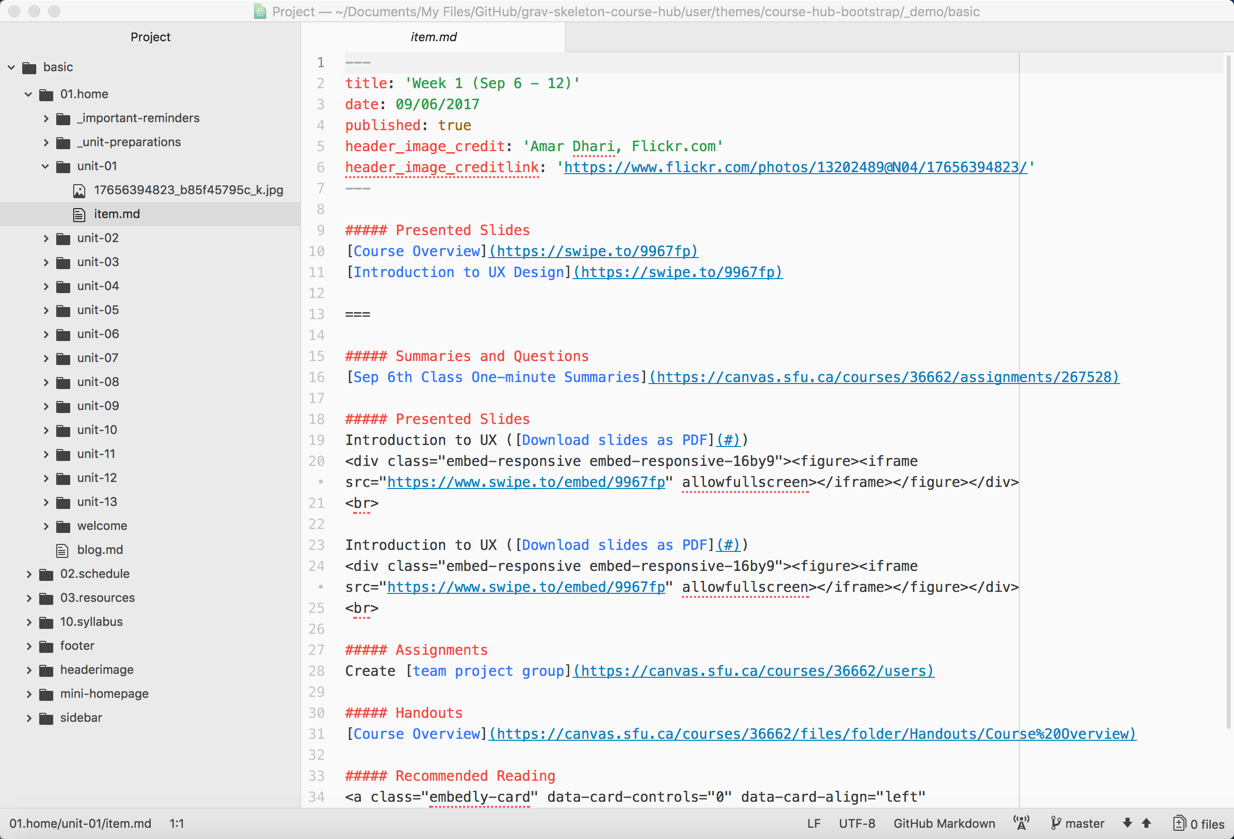 Project — ~/Documents/My Files/GitHub/grav-skeleton-course-hub/user/themes/course-hub-bootstrap/_demo/basic
Project
basic
01.home
_important-reminders
_unit-preparations
unit-01
17656394823_b85f45795c_k.jpg
item.md
unit-02
unit-03
unit-04
unit-05
unit-06
unit-07
unit-08
unit-09
unit-10
unit-11
unit-12
unit-13
welcome
blog.md
02.schedule
03.resources
10.syllabus
footer
headerimage
mini-homepage
sidebar
item.md
1 ---
2 title: 'Week 1 (Sep 6 - 12)'
3 date: 09/06/2017
4 published: true
5 header_image_credit: 'Amar Dhari, Flickr.com'
6 header_image_creditlink: 'https://www.flickr.com/photos/13202489@N04/17656394823/'
7 ---
8
9 ##### Presented Slides
10 [Course Overview](https://swipe.to/9967fp)
11 [Introduction to UX Design](https://swipe.to/9967fp)
12
13 ===
14
15 ##### Summaries and Questions
16 [Sep 6th Class One-minute Summaries](https://canvas.sfu.ca/courses/36662/assignments/267528)
17
18 ##### Presented Slides
19 Introduction to UX ([Download slides as PDF](#))
20 <div class="embed-responsive embed-responsive-16by9"><figure><iframe
• src="https://www.swipe.to/embed/9967fp" allowfullscreen></iframe></figure></div>
21 <br>
22
23 Introduction to UX ([Download slides as PDF](#))
24 <div class="embed-responsive embed-responsive-16by9"><figure><iframe
• src="https://www.swipe.to/embed/9967fp" allowfullscreen></iframe></figure></div>
25 <br>
26
27 ##### Assignments
28 Create [team project group](https://canvas.sfu.ca/courses/36662/users)
29
30 ##### Handouts
31 [Course Overview](https://canvas.sfu.ca/courses/36662/files/folder/Handouts/Course%20Overview)
32
33 ##### Recommended Reading
34 <a class="embedly-card" data-card-controls="0" data-card-align="left"
01.home/unit-01/item.md 1:1 LF UTF-8 GitHub Markdown master 0 files